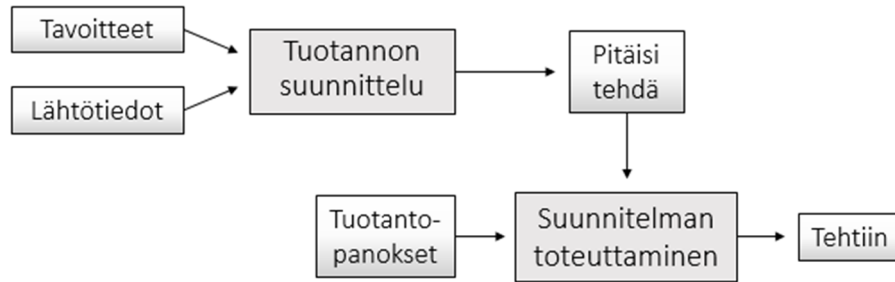 Tavoitteet
Lähtötiedot
Tuotannon
suunnittelu
Pitäisi
tehdä
Tuotanto-
panokset
Suunnitelman
toteuttaminen
Tehtiin